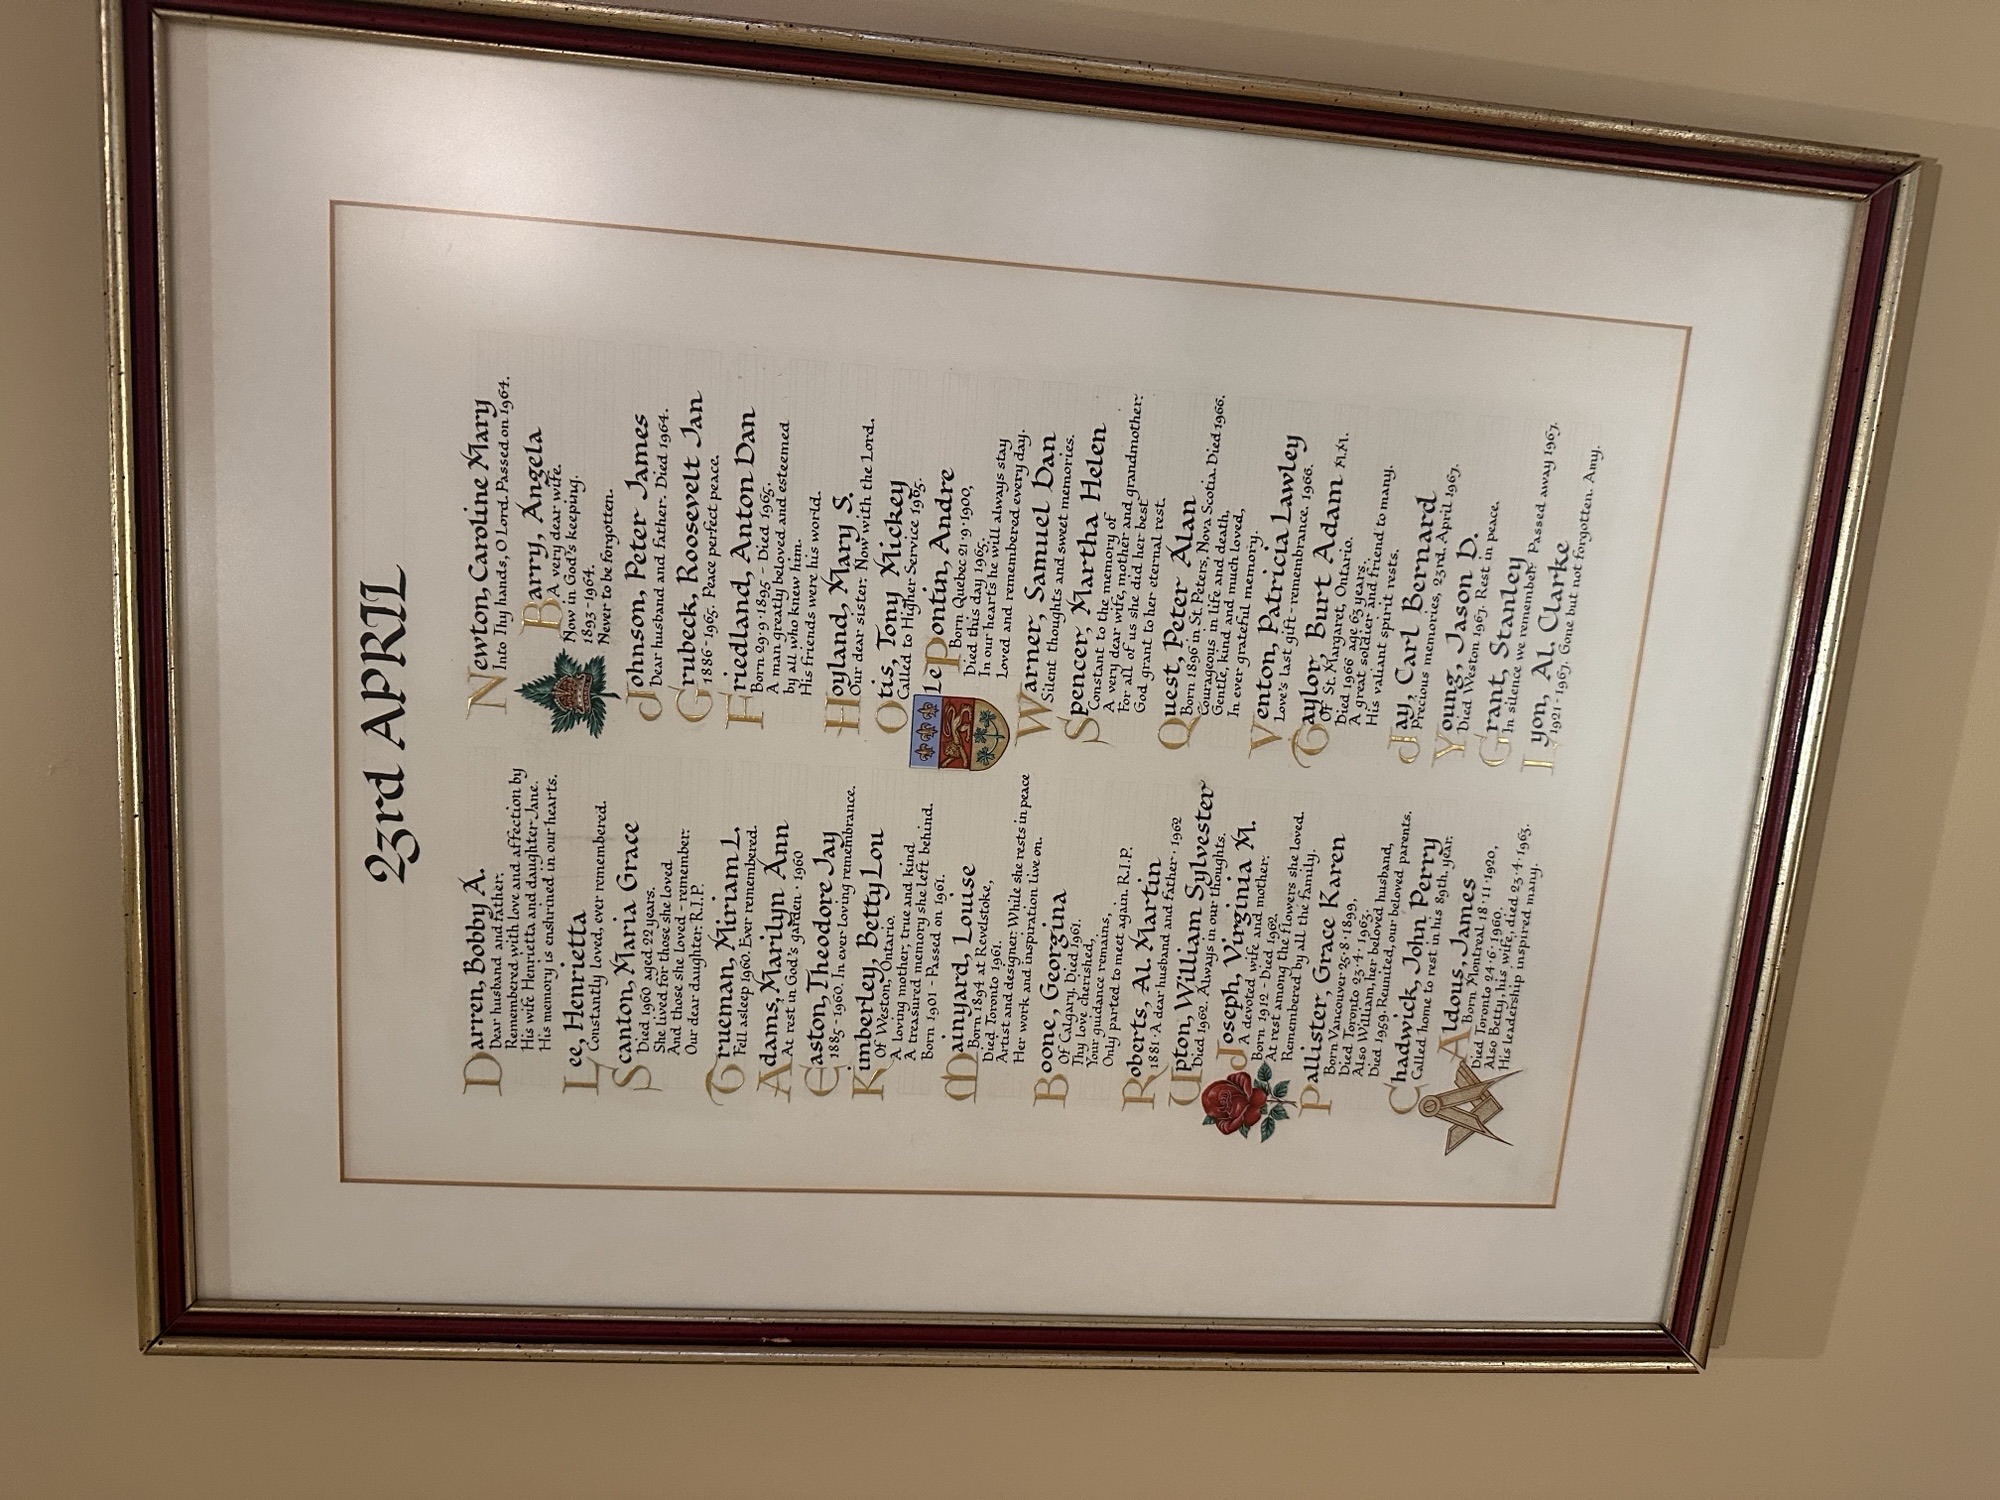 23rd APRIL
Darren, Bobby A.
Dear husband and father.
Remembered with love and affection by
His wife Henrietta and daughter Jane.
His memory is enshrined in our hearts.
Lee, Henrietta
Constantly loved, ever remembered.
Scanton, Maria Grace
Died 1960 aged 22 years.
She lived for those she loved
And those she loved - remember.
Our dear daughter. R.I.P.
Trueman, Miriam L.
Fell asleep 1960. Ever remembered.
Adams, Marilyn Ann
At rest in God's garden · 1960
Easton, Theodore Jay
1885 - 1960. In ever loving remembrance.
Kimberley, Betty Lou
Of Weston, Ontario.
A loving mother, true and kind
A treasured memory she left behind.
Born 1901 - Passed on 1961.
Mainyard, Louise
Born 1894 at Revelstoke,
Died Toronto 1961.
Artist and designer. While she rests in peace
Her work and inspiration live on.
Boone, Georgina
Of Calgary. Died 1961.
Thy love cherished,
Your guidance remains,
Only parted to meet again. R.I.P.
Roberts, Al. Martin
1881 · A dear husband and father · 1962
Upton, William Sylvester
Died 1962. Always in our thoughts.
Joseph, Virginia M.
A devoted wife and mother.
Born 1912 - Died 1962
At rest among the flowers she loved.
Remembered by all the family.
Pallister, Grace Karen
Born Vancouver 25·8·1899,
Died Toronto 23·4·1963.
Also William, her beloved husband,
Died 1959. Reunited, our beloved parents.
Chadwick, John Perry
Called home to rest in his 89th. year.
Aldous, James
Born Montreal 18·11·1920,
Died Toronto 24·6·1960,
Also Betty, his wife, died 23·4·1963.
His leadership inspired many.
Newton, Caroline Mary
Into Thy hands, O Lord. Passed on 1964.
Barry, Angela
A very dear wife.
Now in God's keeping.
1893 - 1964.
Never to be forgotten.
Johnson, Peter James
Dear husband and father. Died 1964.
Grubeck, Roosevelt Jan
1886 · 1965. Peace perfect peace.
Friedland, Anton Dan
Born 29·9·1895 - Died 1965.
A man greatly beloved and esteemed
by all who knew him.
His friends were his world.
Hoyland, Mary S.
Our dear sister. Now with the Lord.
Otis, Tony Mickey
Called to Higher Service 1965.
LePontin, Andre
Born Quebec 21·9·1900,
Died this day 1965.
In our hearts he will always stay
Loved and remembered every day.
Warner, Samuel Dan
Silent thoughts and sweet memories.
Spencer, Martha Helen
Constant to the memory of
A very dear wife, mother and grandmother.
For all of us she did her best
God grant to her eternal rest.
Quest, Peter Alan
Born 1896 in St. Peters, Nova Scotia. Died 1966.
Courageous in life and death,
Gentle, kind and much loved,
In ever grateful memory.
Venton, Patricia Lawley
Love's last gift - remembrance. 1966.
Taylor, Burt Adam M.M.
Of St. Margaret, Ontario.
Died 1966 age 63 years.
A great soldier and friend to many.
His valiant spirit rests.
Jay, Carl Bernard
Precious memories, 23rd. April 1967.
Young, Jason D.
Died Weston 1967. Rest in peace.
Grant, Stanley
In silence we remember. Passed away 1967.
Lyon, Al. Clarke
1921 - 1967. Gone but not forgotten. Amy.